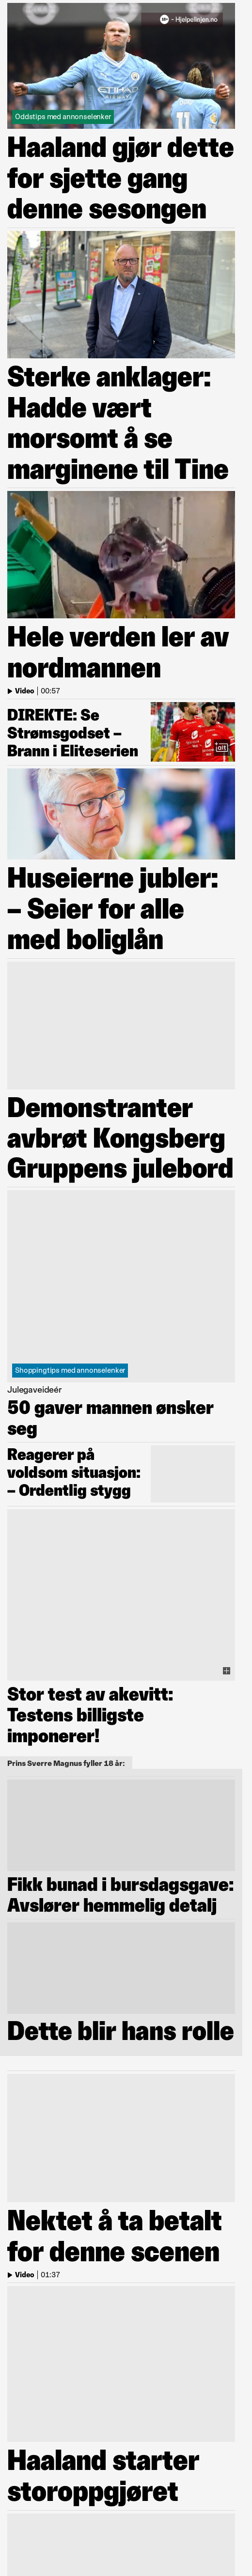 18+ - Hjelpelinjen.no
Oddstips med annonselenker
Haaland gjør dette
for sjette gang
denne sesongen
Sterke anklager:
Hadde vært
morsomt å se
marginene til Tine
Hele verden ler av
nordmannen
Video | 00:57
DIREKTE: Se
Strømsgodset –
Brann i Eliteserien
Huseierne jubler:
– Seier for alle
med boliglån
Demonstranter
avbrøt Kongsberg
Gruppens julebord
Shoppingtips med annonselenker
Julegaveideér
50 gaver mannen ønsker
seg
Reagerer på
voldsom situasjon:
– Ordentlig stygg
Stor test av akevitt:
Testens billigste
imponerer!
Prins Sverre Magnus fyller 18 år:
Fikk bunad i bursdagsgave:
Avslører hemmelig detalj
Dette blir hans rolle
Nektet å ta betalt
for denne scenen
Video | 01:37
Haaland starter
storoppgjøret